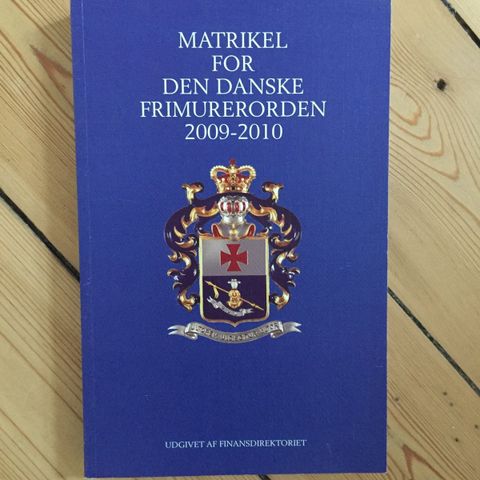 MATRIKEL
FOR
DEN DANSKE
FRIMURERORDEN
2009-2010
UDGIVET AF FINANSDIREKTORIET